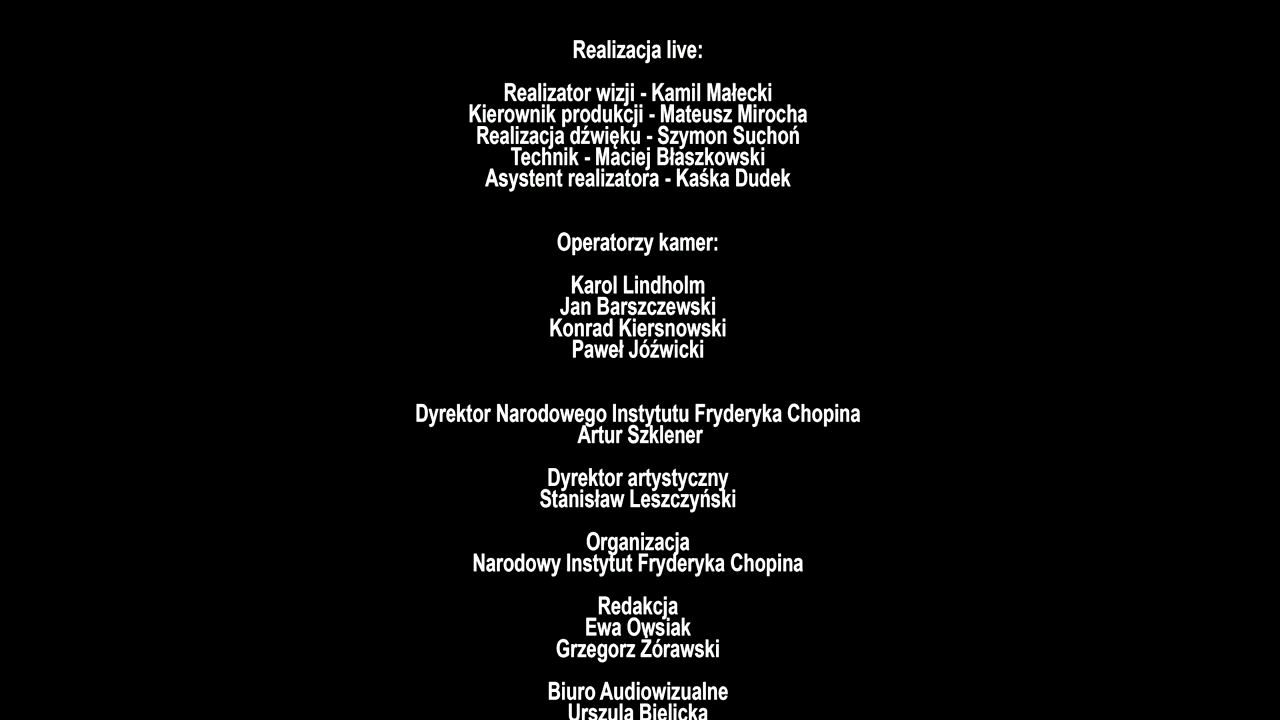 Realizacja live:
Realizator wizji - Kamil Małecki
Kierownik produkcji - Mateusz Mirocha
Realizacja dźwięku - Szymon Suchoń
Technik - Maciej Błaszkowski
Asystent realizatora - Kaśka Dudek
Operatorzy kamer:
Karol Lindholm
Jan Barszczewski
Konrad Kiersnowski
Paweł Jóźwicki
Dyrektor Narodowego Instytutu Fryderyka Chopina
Artur Szklener
Dyrektor artystyczny
Stanisław Leszczyński
Organizacja
Narodowy Instytut Fryderyka Chopina
Redakcja
Ewa Owsiak
Grzegorz Żórawski
Biuro Audiowizualne
Urszula Bielicka